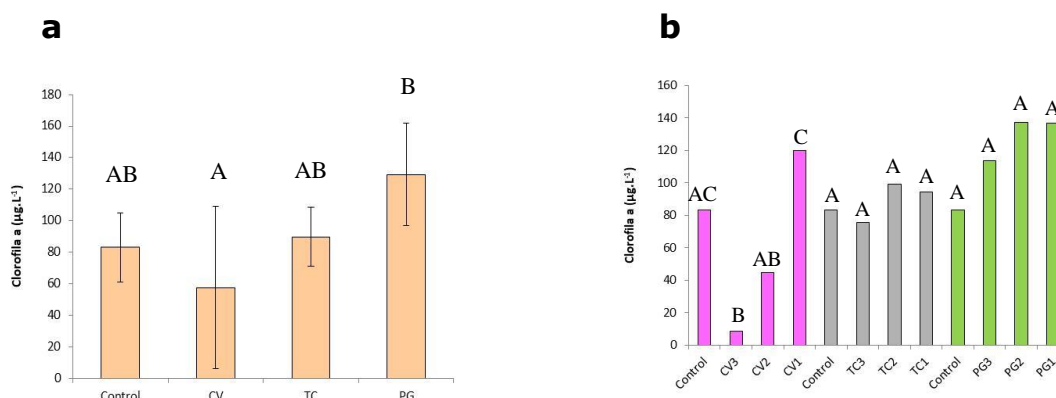 a
Clorofila a (µg.L-1)
180
160
140
120
100
80
60
40
20
0
AB
A
AB
B
Control
CV
TC
PG
b
Clorofila a (µg.L-1)
160
140
120
100
80
60
40
20
0
AC
B
AB
C
A
A
A
A
A
A
A
A
Control
CV3
CV2
CV1
Control
TC3
TC2
TC1
Control
PG3
PG2
PG1